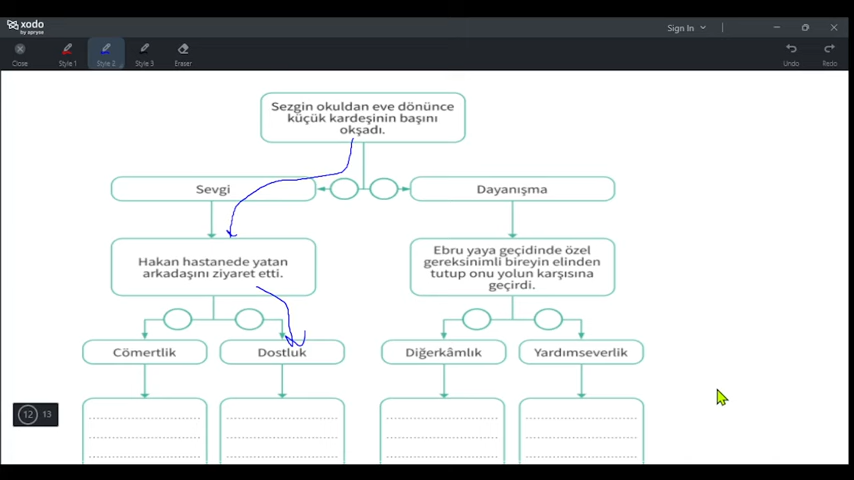 xodo
by apryse
Sign In
Close
Style 1
Style 2
Style 3
Eraser
Undo
Redo
Sezgin okuldan eve dönünce
küçük kardeşinin başını
okşadı.
Sevgi
Dayanışma
Hakan hastanede yatan
arkadaşını ziyaret etti.
Ebru yaya geçidinde özel
gereksinimli bireyin elinden
tutup onu yolun karşısına
geçirdi.
Cömertlik
Dostluk
Diğerkâmlık
Yardımseverlik
12 13